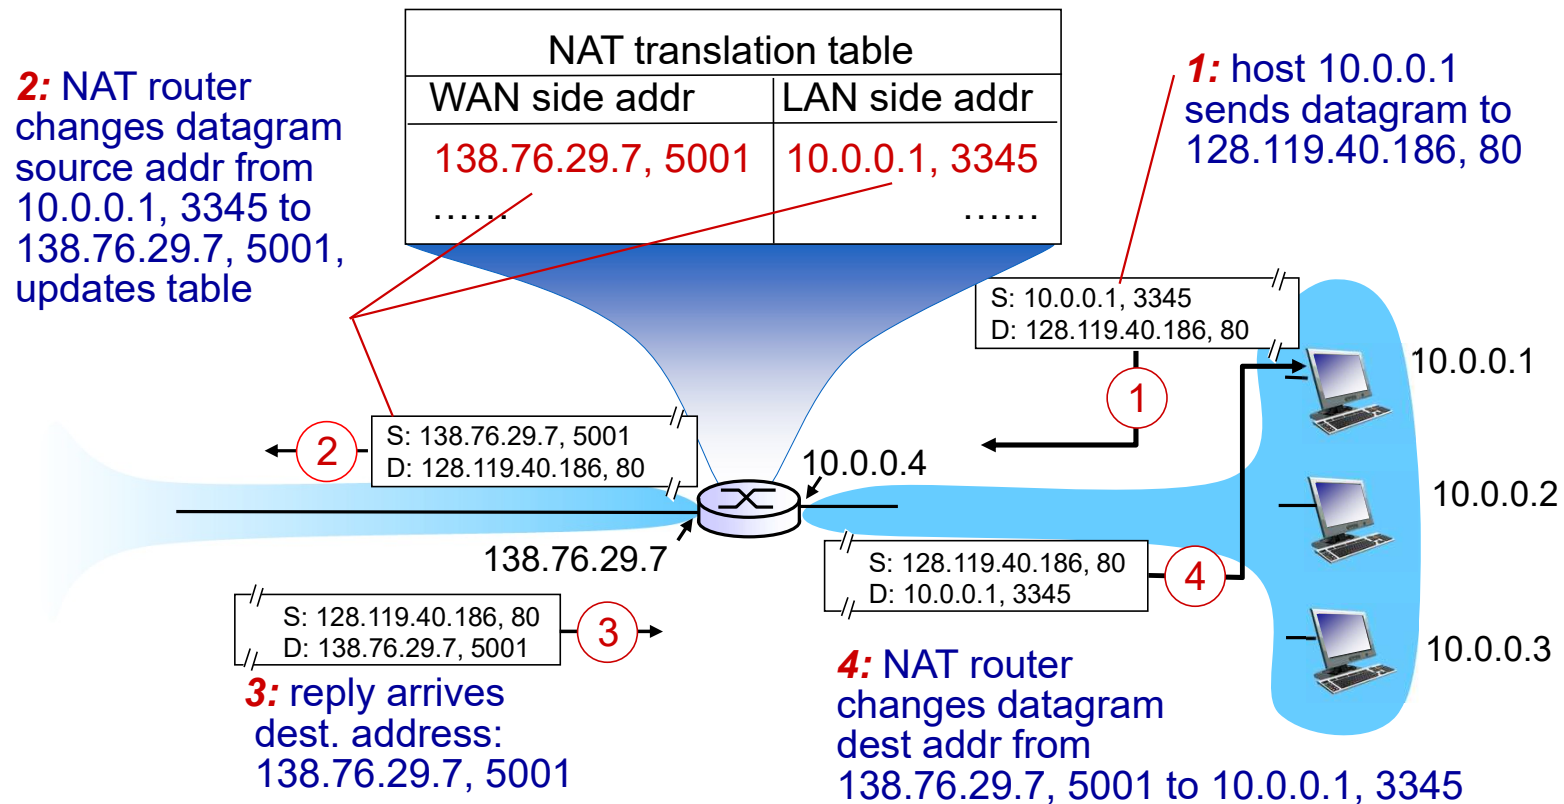 NAT translation table
WAN side addr
LAN side addr
138.76.29.7, 5001
10.0.0.1, 3345
......
......
2: NAT router
changes datagram
source addr from
10.0.0.1, 3345 to
138.76.29.7, 5001,
updates table
1: host 10.0.0.1
sends datagram to
128.119.40.186, 80
S: 10.0.0.1, 3345
D: 128.119.40.186, 80
1
10.0.0.1
S: 138.76.29.7, 5001
D: 128.119.40.186, 80
2
10.0.0.4
10.0.0.2
138.76.29.7
S: 128.119.40.186, 80
D: 10.0.0.1, 3345
4
S: 128.119.40.186, 80
D: 138.76.29.7, 5001
3
10.0.0.3
3: reply arrives
dest. address:
138.76.29.7, 5001
4: NAT router
changes datagram
dest addr from
138.76.29.7, 5001 to 10.0.0.1, 3345